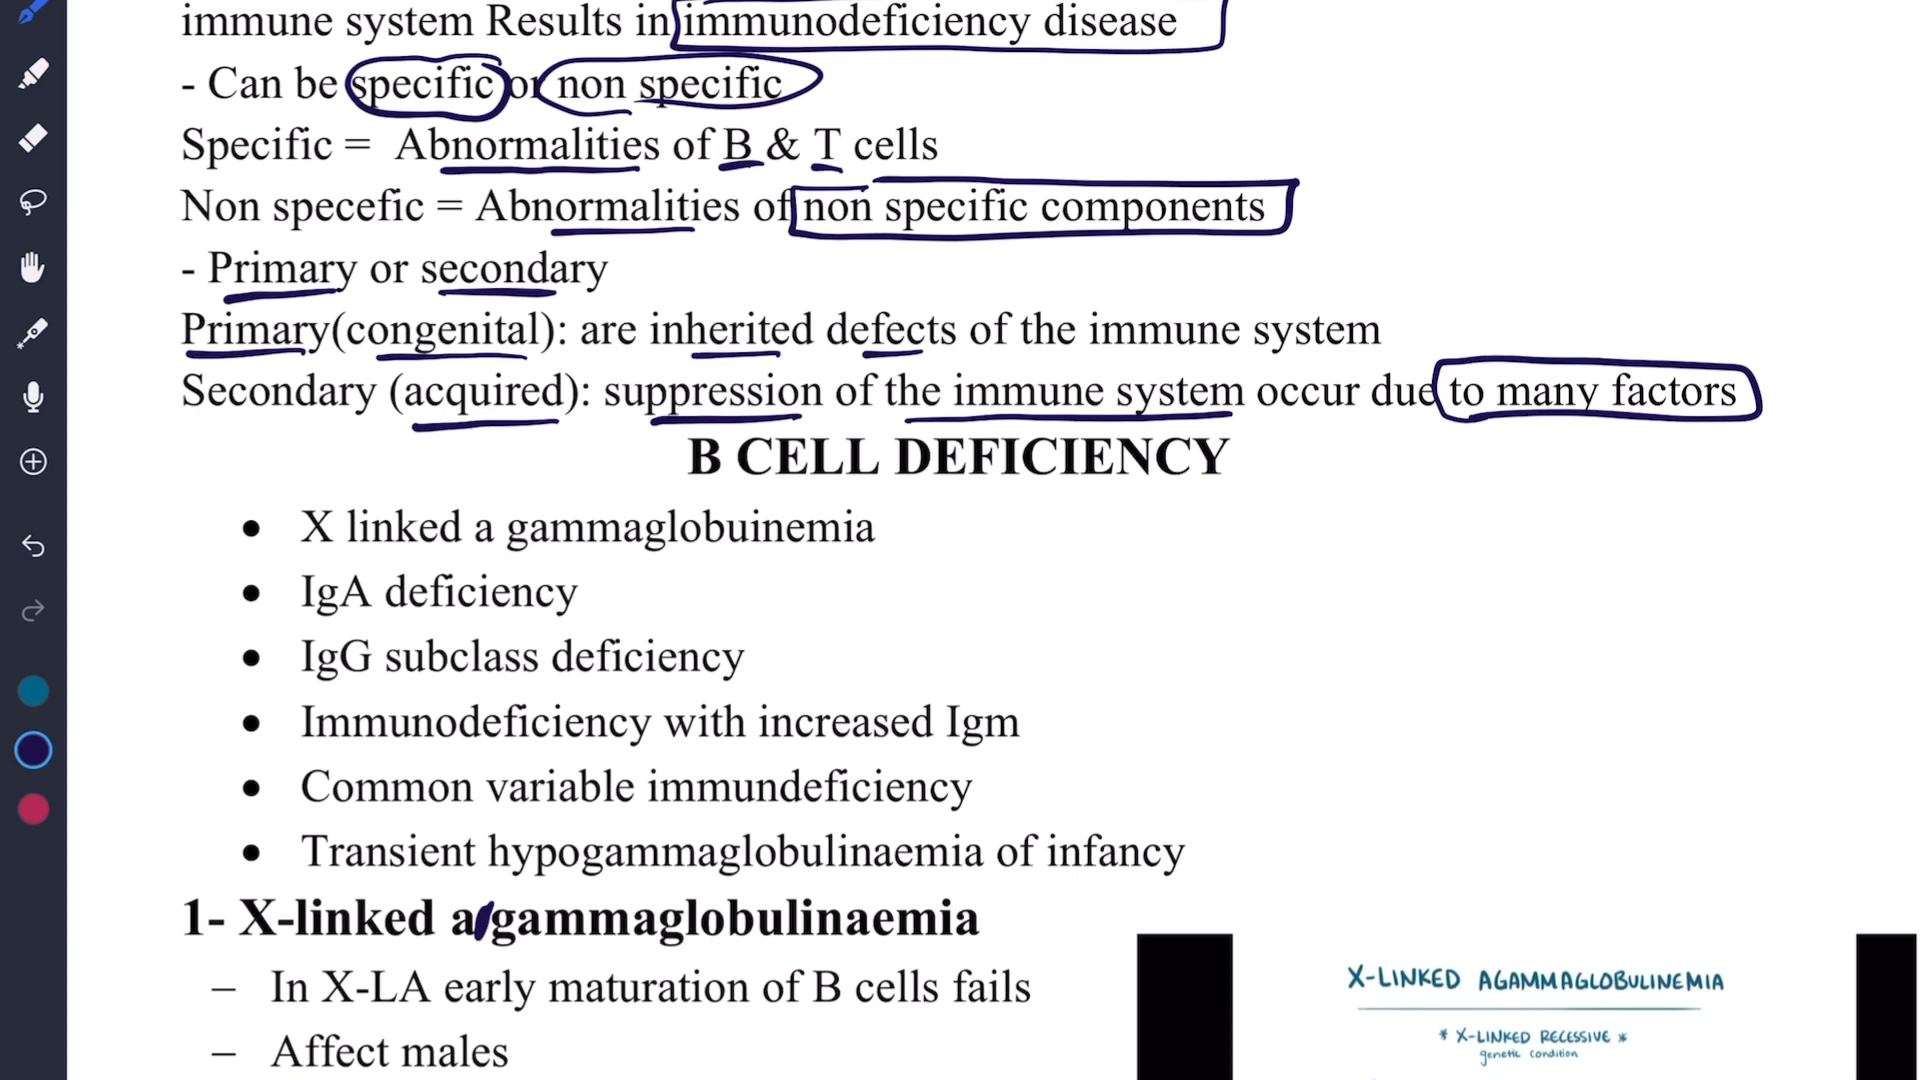 immune system Results in immunodeficiency disease
- Can be specific or non specific
Specific = Abnormalities of B & T cells
Non specefic = Abnormalities of non specific components
- Primary or secondary
Primary(congenital): are inherited defects of the immune system
Secondary (acquired): suppression of the immune system occur due to many factors
B CELL DEFICIENCY
• X linked a gammaglobuinemia
• IgA deficiency
• IgG subclass deficiency
• Immunodeficiency with increased Igm
• Common variable immundeficiency
• Transient hypogammaglobulinaemia of infancy
1- X-linked a gammaglobulinaemia
– In X-LA early maturation of B cells fails
– Affect males
X-LINKED AGAMMAGLOBULINEMIA
* X-LINKED RECESSIVE *
genetic condition